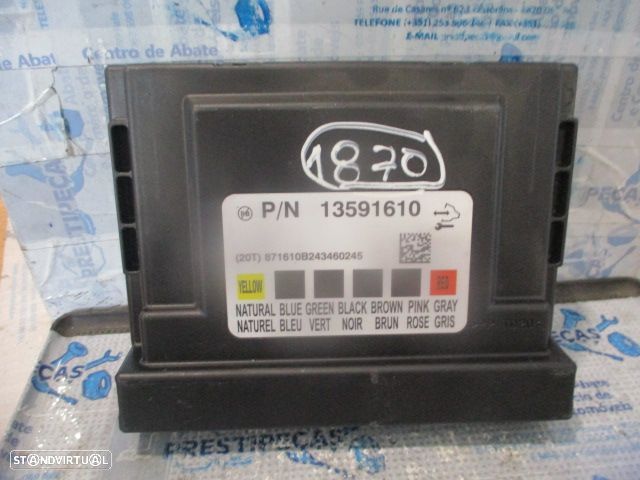 Centro de Abate
1870
P/N 13591610
(20T) 871610B243460245
YELLOW
NATURAL BLUE GREEN BLACK BROWN PINK GRAY
NATUREL BLEU VERT NOIR BRUN ROSE GRIS
PRESTIPEÇAS
STANDVIRTUAL